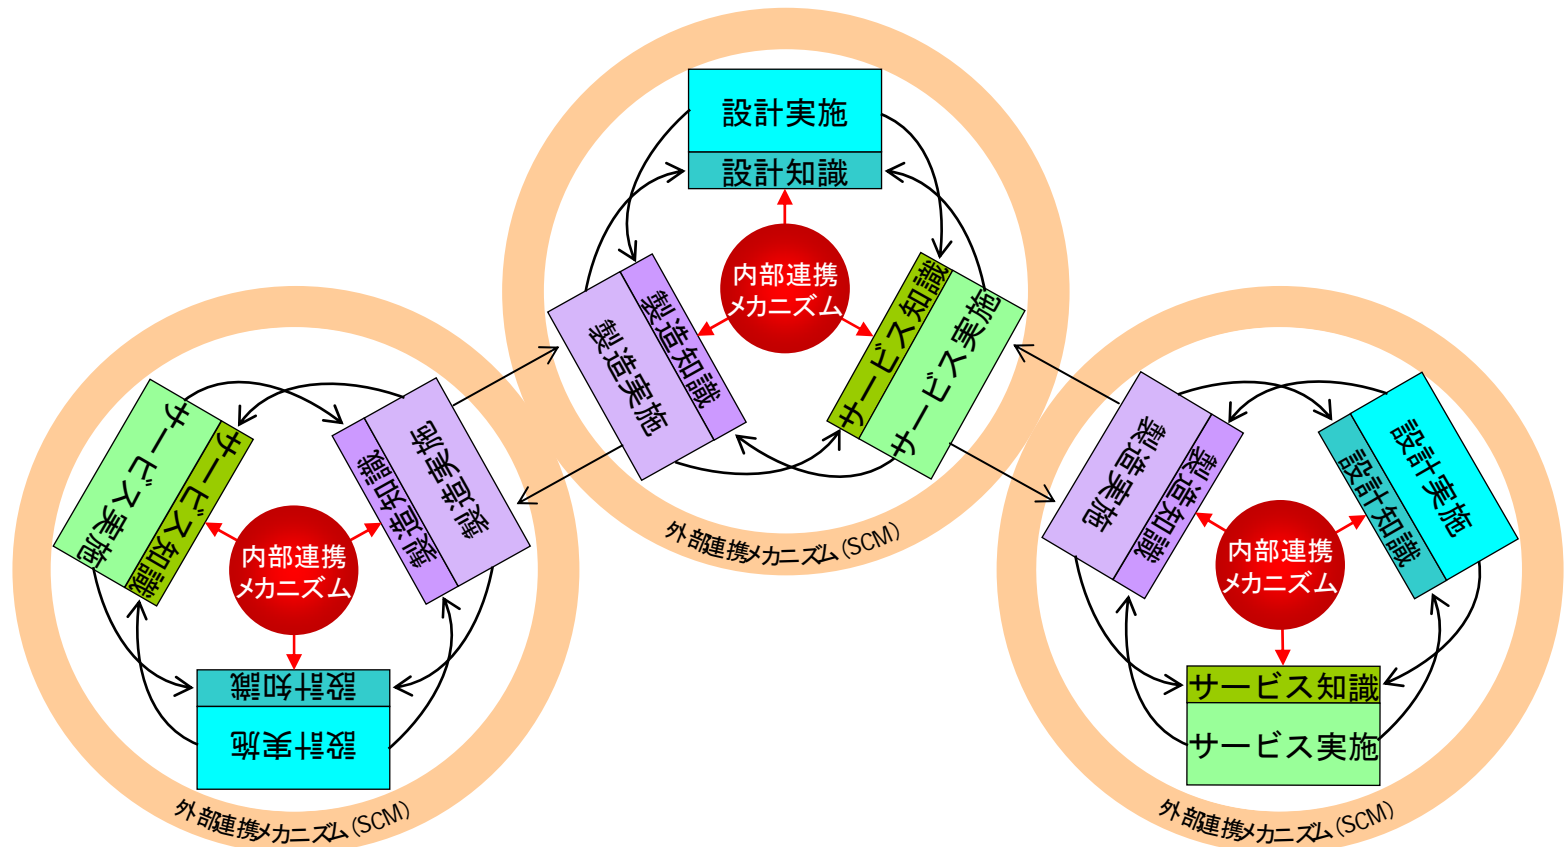 設計実施
設計知識
内部連携
メカニズム
製造知識
製造実施
サービス知識
サービス実施
外部連携メカニズム(SCM)
サービス実施
サービス知識
製造知識
製造実施
内部連携
メカニズム
設計知識
設計実施
外部連携メカニズム(SCM)
製造実施
製造知識
設計知識
設計実施
内部連携
メカニズム
サービス知識
サービス実施
外部連携メカニズム(SCM)